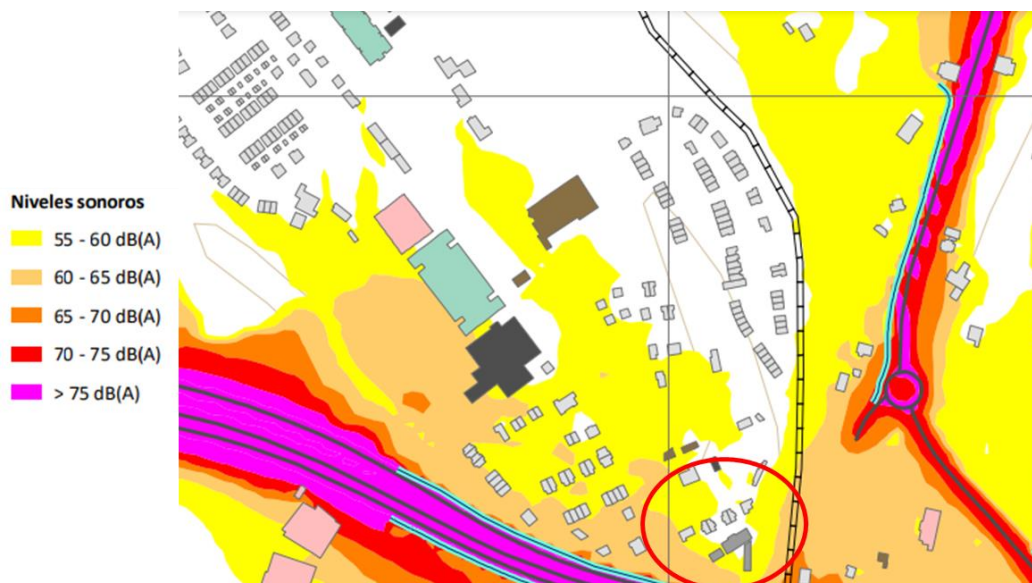 Niveles sonoros
55 - 60 dB(A)
60 - 65 dB(A)
65 - 70 dB(A)
70 - 75 dB(A)
> 75 dB(A)